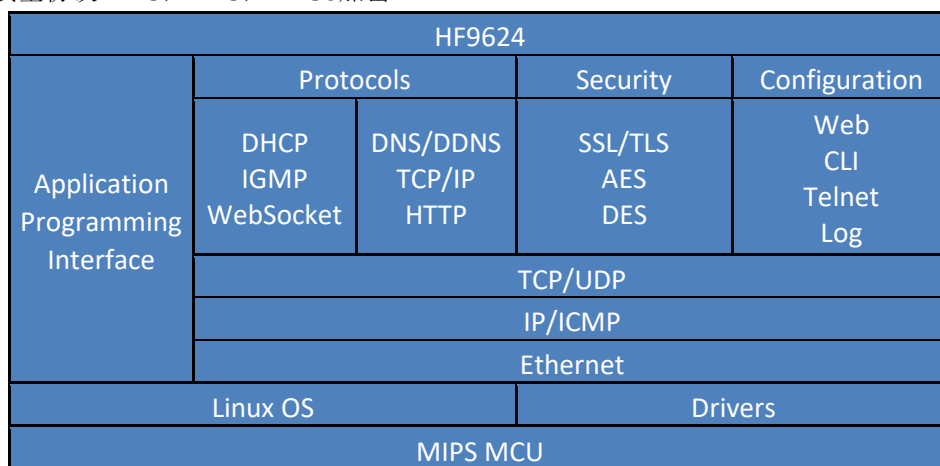 HF9624
Protocols
Security
Configuration
Application
Programming
Interface
DHCP
IGMP
WebSocket
DNS/DDNS
TCP/IP
HTTP
SSL/TLS
AES
DES
Web
CLI
Telnet
Log
TCP/UDP
IP/ICMP
Ethernet
Linux OS
Drivers
MIPS MCU